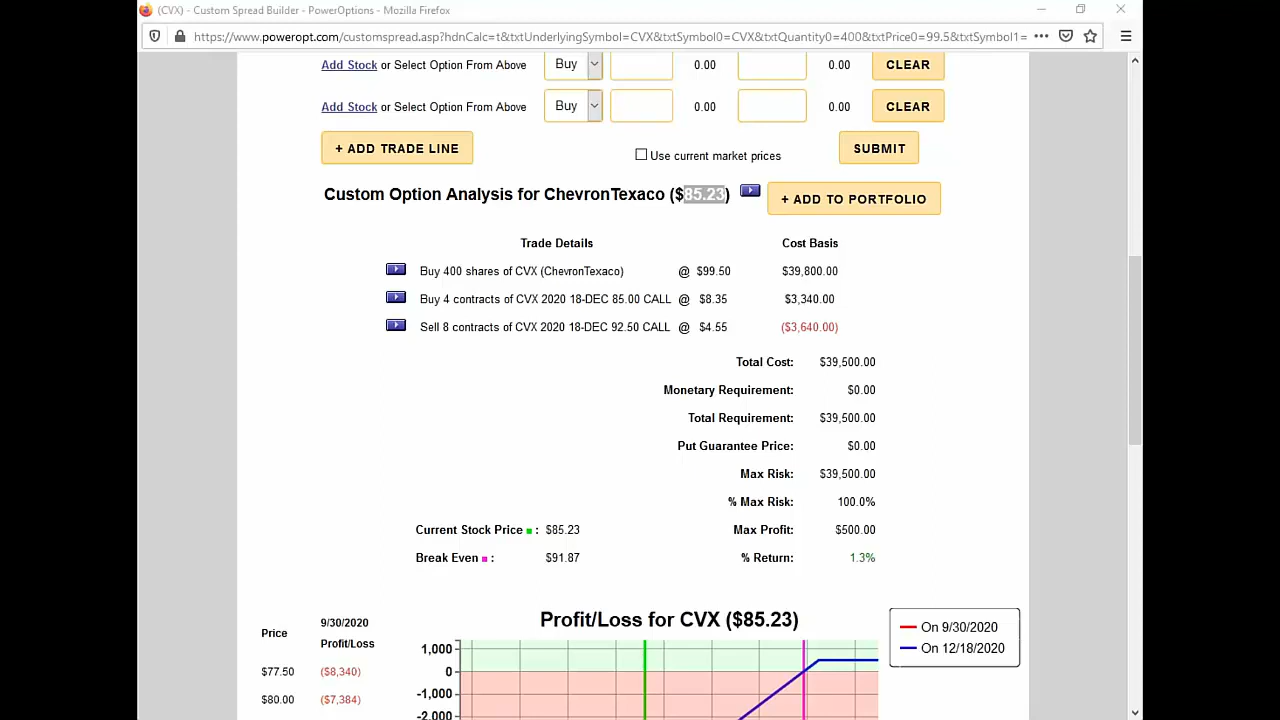 (CVX) - Custom Spread Builder - PowerOptions - Mozilla Firefox
https://www.poweropt.com/customspread.asp?hdnCalc=t&txtUnderlyingSymbol=CVX&txtSymbol0=CVX&txtQuantity0=400&txtPrice0=99.5&txtSymbol1=
Add Stock or Select Option From Above Buy 0.00 0.00 CLEAR
Add Stock or Select Option From Above Buy 0.00 0.00 CLEAR
+ ADD TRADE LINE Use current market prices SUBMIT
Custom Option Analysis for ChevronTexaco ($85.23) + ADD TO PORTFOLIO
Trade Details Cost Basis
Buy 400 shares of CVX (ChevronTexaco) @ $99.50 $39,800.00
Buy 4 contracts of CVX 2020 18-DEC 85.00 CALL @ $8.35 $3,340.00
Sell 8 contracts of CVX 2020 18-DEC 92.50 CALL @ $4.55 ($3,640.00)
Total Cost: $39,500.00
Monetary Requirement: $0.00
Total Requirement: $39,500.00
Put Guarantee Price: $0.00
Max Risk: $39,500.00
% Max Risk: 100.0%
Current Stock Price : $85.23 Max Profit: $500.00
Break Even : $91.87 % Return: 1.3%
Profit/Loss for CVX ($85.23)
Price 9/30/2020 Profit/Loss
$77.50 ($8,340)
$80.00 ($7,384)
1,000
0
-1,000
-2,000
On 9/30/2020
On 12/18/2020